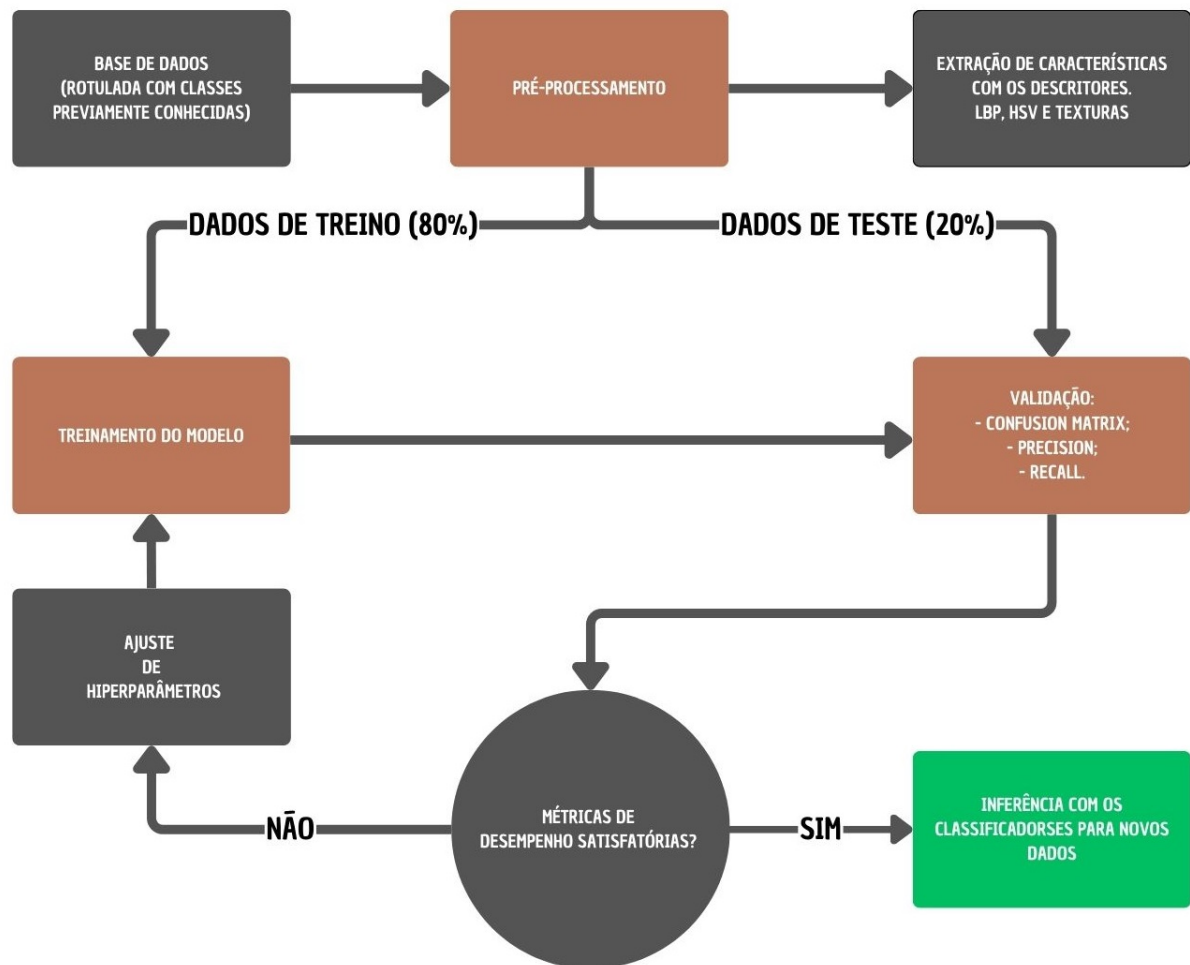 BASE DE DADOS
(ROTULADA COM CLASSES
PREVIAMENTE CONHECIDAS)
PRÉ-PROCESSAMENTO
EXTRAÇÃO DE CARACTERÍSTICAS
COM OS DESCRITORES.
LBP, HSV E TEXTURAS
DADOS DE TREINO (80%)
DADOS DE TESTE (20%)
TREINAMENTO DO MODELO
VALIDAÇÃO:
- CONFUSION MATRIX;
- PRECISION;
- RECALL.
AJUSTE
DE
HIPERPARÂMETROS
NÃO
MÉTRICAS DE
DESEMPENHO SATISFATÓRIAS?
SIM
INFERÊNCIA COM OS
CLASSIFICADORSES PARA NOVOS
DADOS